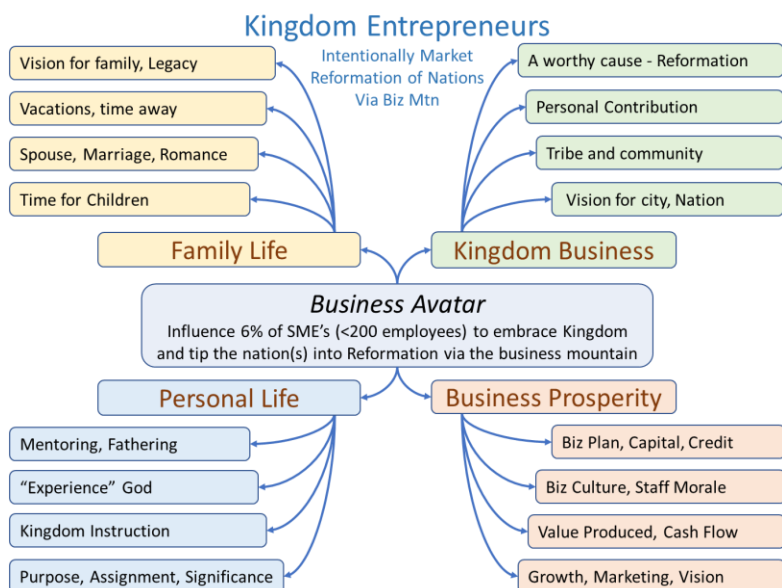 Kingdom Entrepreneurs
Intentionally Market
Reformation of Nations
Via Biz Mtn
Vision for family, Legacy
Vacations, time away
Spouse, Marriage, Romance
Time for Children
Family Life
A worthy cause - Reformation
Personal Contribution
Tribe and community
Vision for city, Nation
Kingdom Business
Business Avatar
Influence 6% of SME's (<200 employees) to embrace Kingdom
and tip the nation(s) into Reformation via the business mountain
Personal Life
Mentoring, Fathering
“Experience” God
Kingdom Instruction
Purpose, Assignment, Significance
Business Prosperity
Biz Plan, Capital, Credit
Biz Culture, Staff Morale
Value Produced, Cash Flow
Growth, Marketing, Vision